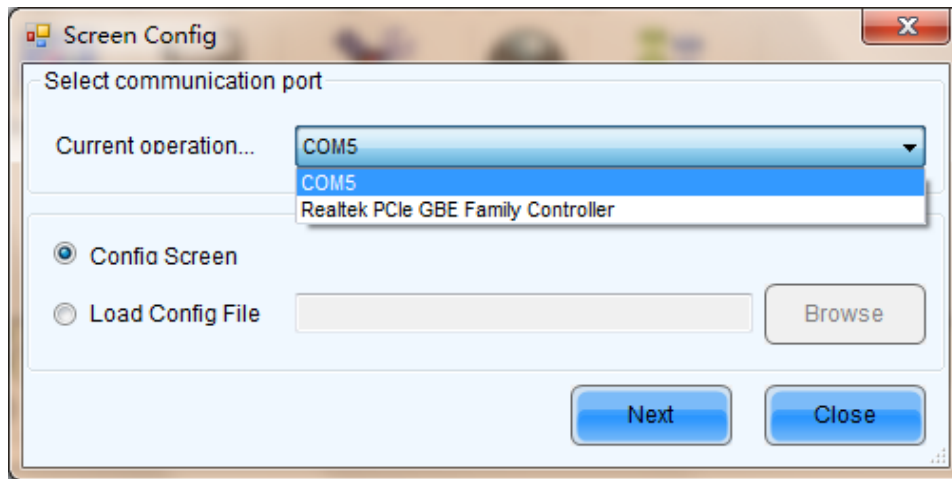 Screen Config
Select communication port
Current operation...
COM5
COM5
Realtek PCIe GBE Family Controller
Config Screen
Load Config File
Browse
Next
Close